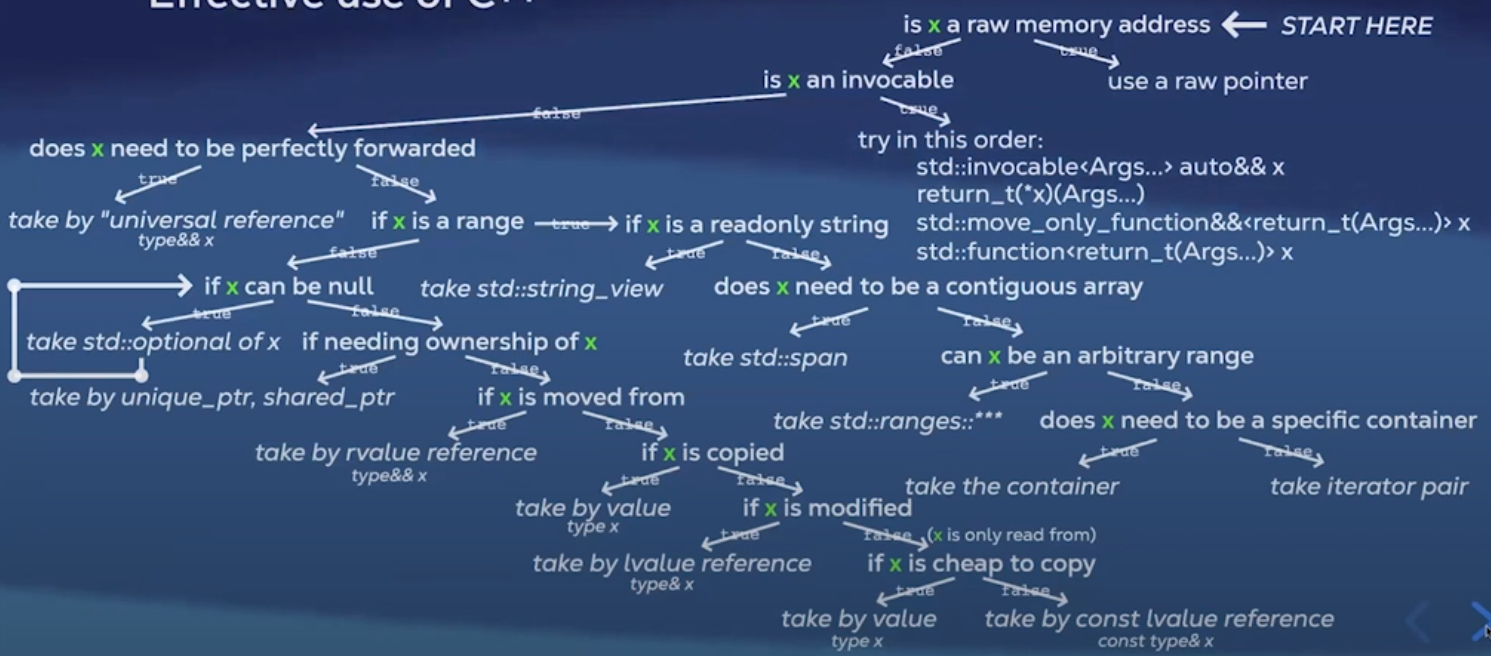 Effective use of C++
is x a raw memory address
START HERE
false
true
is x an invocable
use a raw pointer
false
true
does x need to be perfectly forwarded
try in this order:
std::invocable<Args...> auto&& x
return_t(*x)(Args...)
std::move_only_function&&<return_t(Args...)> x
std::function<return_t(Args...)> x
true
false
take by "universal reference"
type&& x
if x is a range
true
if x is a readonly string
false
true
false
if x can be null
take std::string_view
does x need to be a contiguous array
true
false
true
false
take std::optional of x
if needing ownership of x
take std::span
can x be an arbitrary range
true
false
true
false
take by unique_ptr, shared_ptr
if x is moved from
take std::ranges::***
does x need to be a specific container
true
false
true
false
take by rvalue reference
type&& x
if x is copied
take the container
take iterator pair
true
false
take by value
type x
if x is modified
true
false
(x is only read from)
take by lvalue reference
type& x
if x is cheap to copy
true
false
take by value
type x
take by const lvalue reference
const type& x